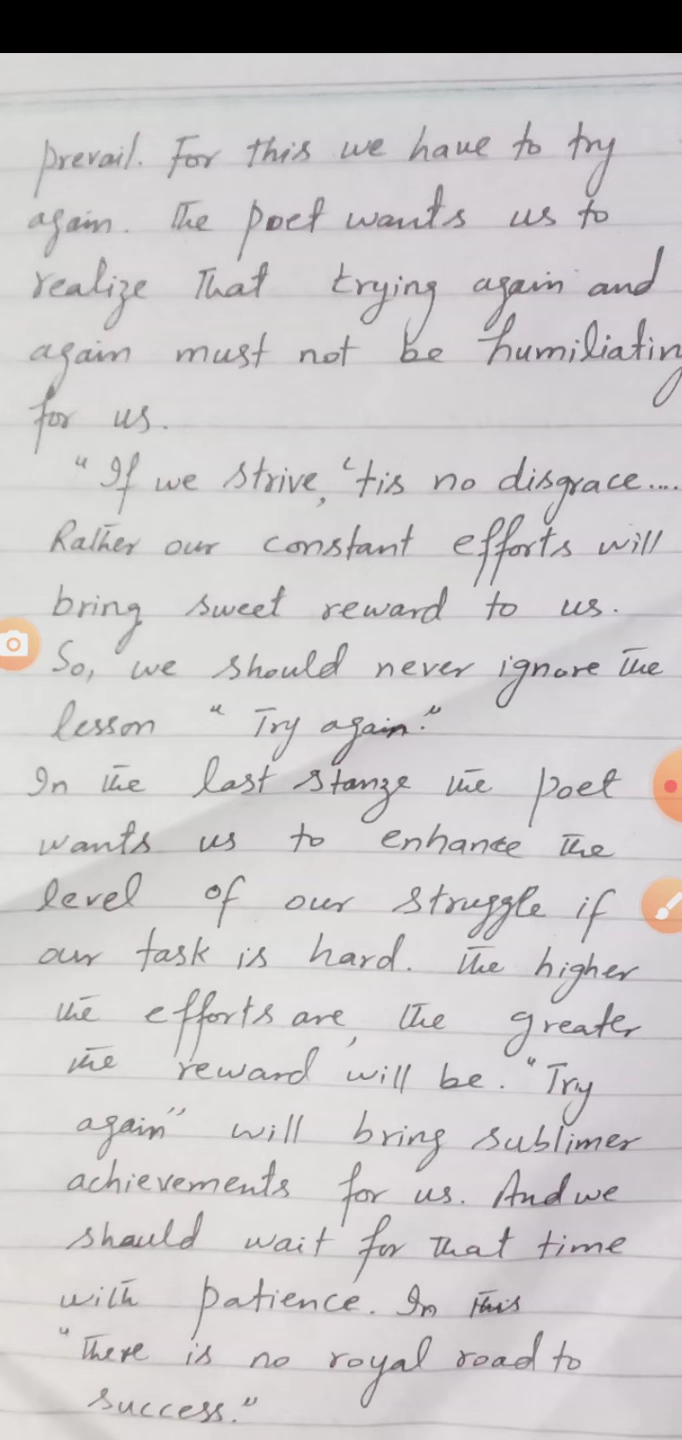 prevail. For this we have to try
again. The poet wants us to
realize That trying again and
again must not be humiliating
for us.
"If we strive, 'tis no disgrace....
Rather our constant efforts will
bring sweet reward to us.
So, we should never ignore the
lesson "Try again."
In the last stanze the poet
wants us to enhance the
level of our struggle if
our task is hard. The higher
the efforts are, the greater
the reward will be. "Try
again" will bring sublimer
achievements for us. And we
should wait for that time
with patience. In this
"There is no royal road to
success."